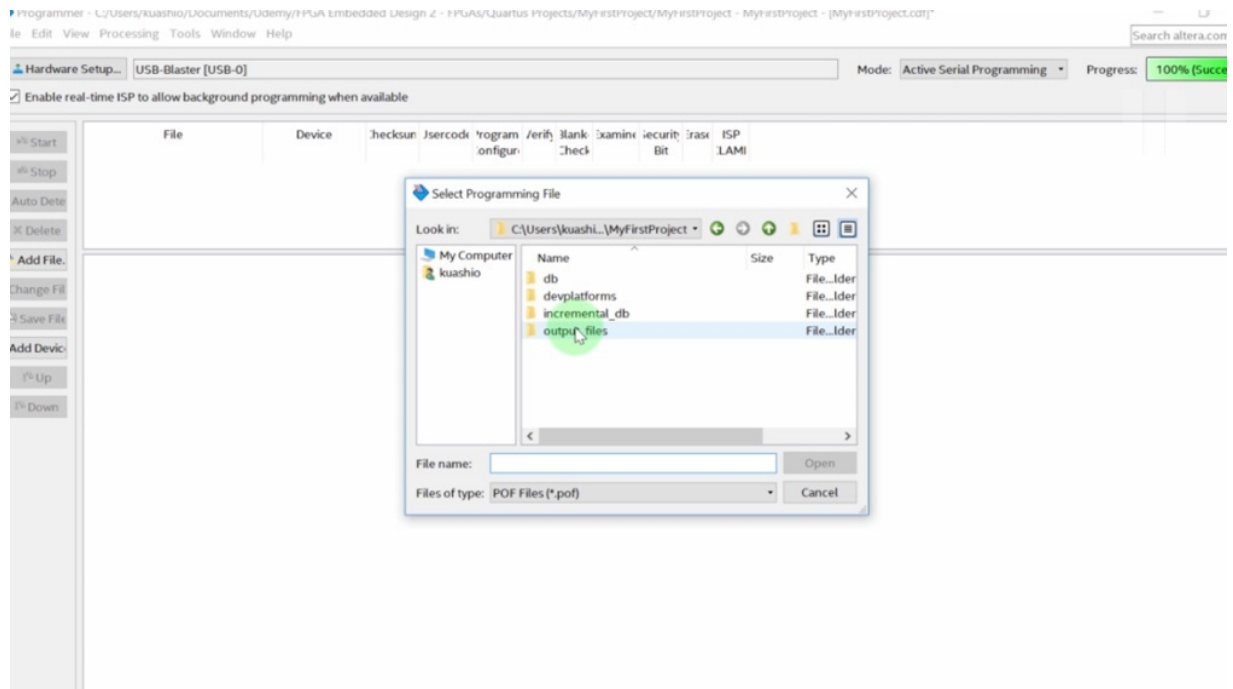 Programmer - C:/Users/kuashio/Documents/Udemy/FPGA Embedded Design 2 - FPGAs/Quartus Projects/MyFirstProject/MyFirstProject - MyFirstProject - [MyFirstProject.cdf]*
le Edit View Processing Tools Window Help
Search altera.com
Hardware Setup... USB-Blaster [USB-0] Mode: Active Serial Programming Progress: 100% (Succe
Enable real-time ISP to allow background programming when available
File Device Checksum Usercode Program Verify Blank- Examine Security Erase ISP
Configure Check Bit CLAMP
Start
Stop
Auto Dete
Delete
Add File.
Change Fil
Save File
Add Devic
Up
Down
Select Programming File
Look in: C:\Users\kuashi...\MyFirstProject
My Computer
kuashio
Name Size Type
db File...lder
devplatforms File...lder
incremental_db File...lder
output_files File...lder
File name: Open
Files of type: POF Files (*.pof) Cancel